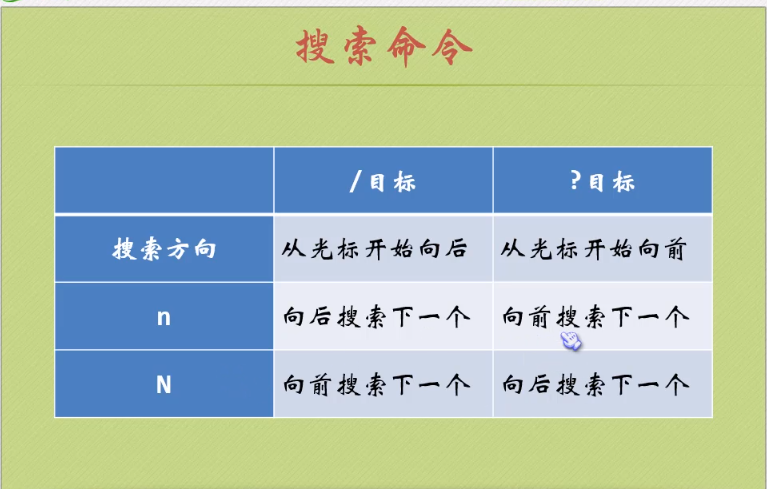 搜索命令
/目标 ?目标
搜索方向 从光标开始向后 从光标开始向前
n 向后搜索下一个 向前搜索下一个
N 向前搜索下一个 向后搜索下一个